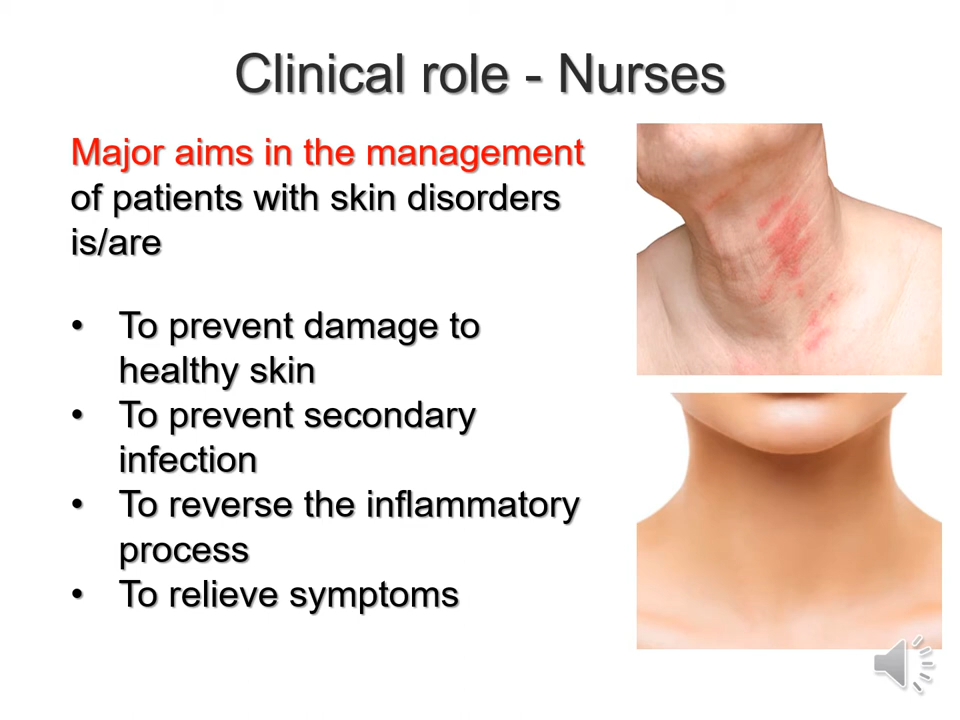 Clinical role - Nurses
Major aims in the management
of patients with skin disorders
is/are
• To prevent damage to
healthy skin
• To prevent secondary
infection
• To reverse the inflammatory
process
• To relieve symptoms